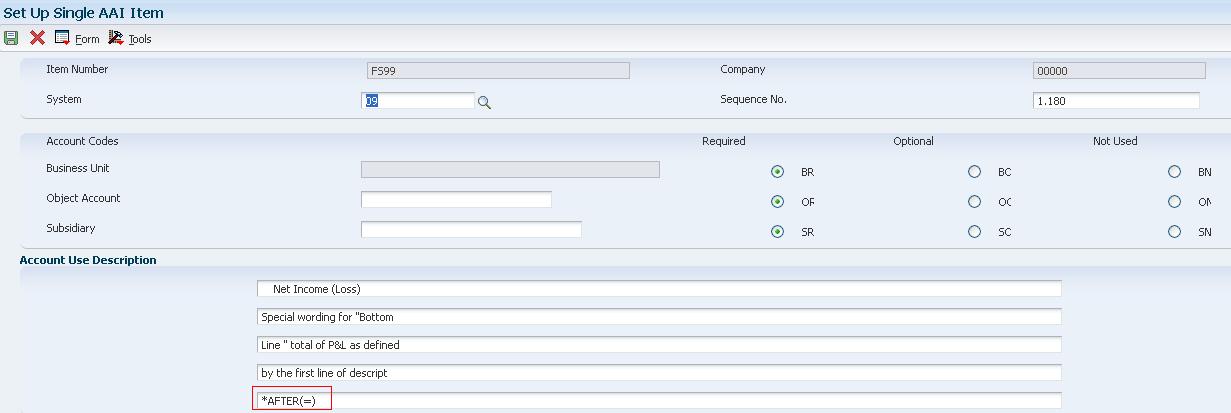 Set Up Single AAI Item
Form Tools
Item Number FS99 Company 00000
System 09 Sequence No. 1.180
Account Codes Required Optional Not Used
Business Unit BR BO BN
Object Account OR OO ON
Subsidiary SR SO SN
Account Use Description
Net Income (Loss)
Special wording for "Bottom
Line " total of P&L as defined
by the first line of descript
*AFTER(=)